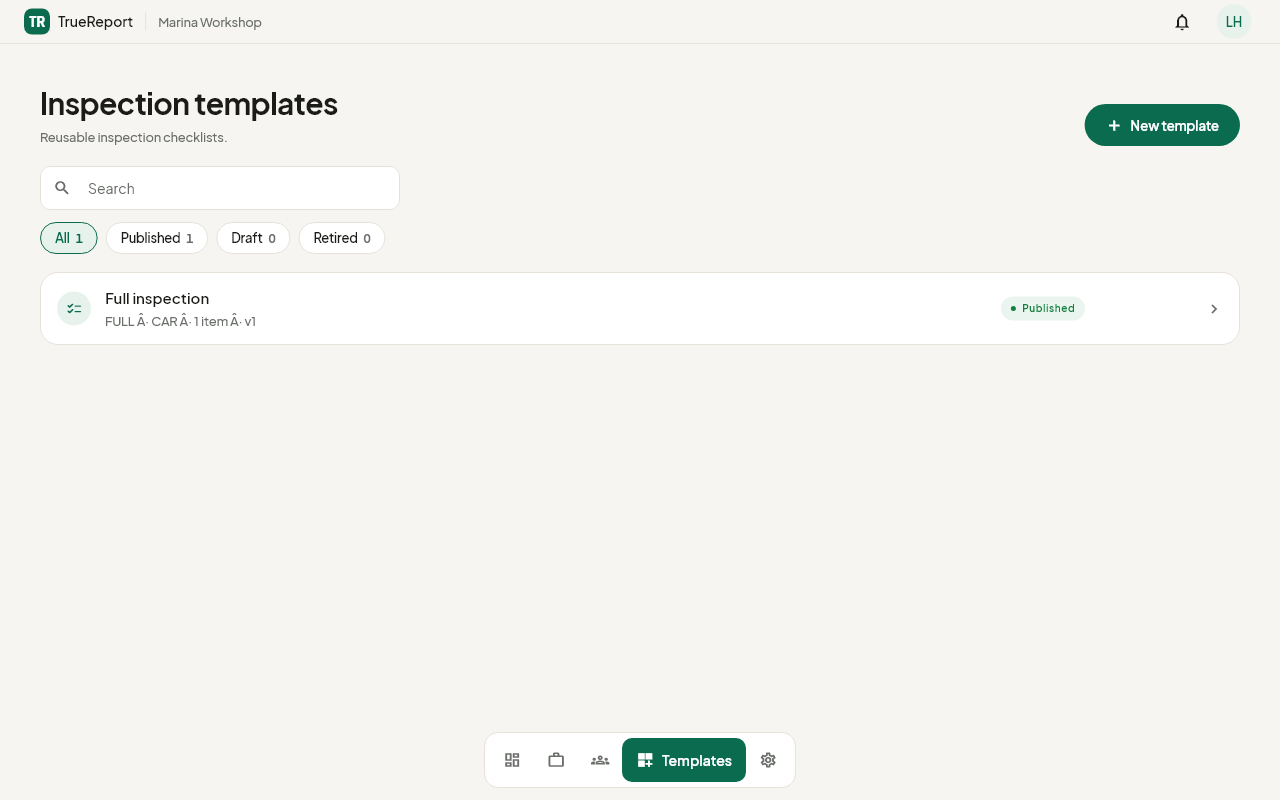 TR TrueReport Marina Workshop LH
Inspection templates
Reusable inspection checklists.
+ New template
Search
All 1 Published 1 Draft 0 Retired 0
Full inspection
FULL Â· CAR Â· 1 item Â· v1
Published
Templates